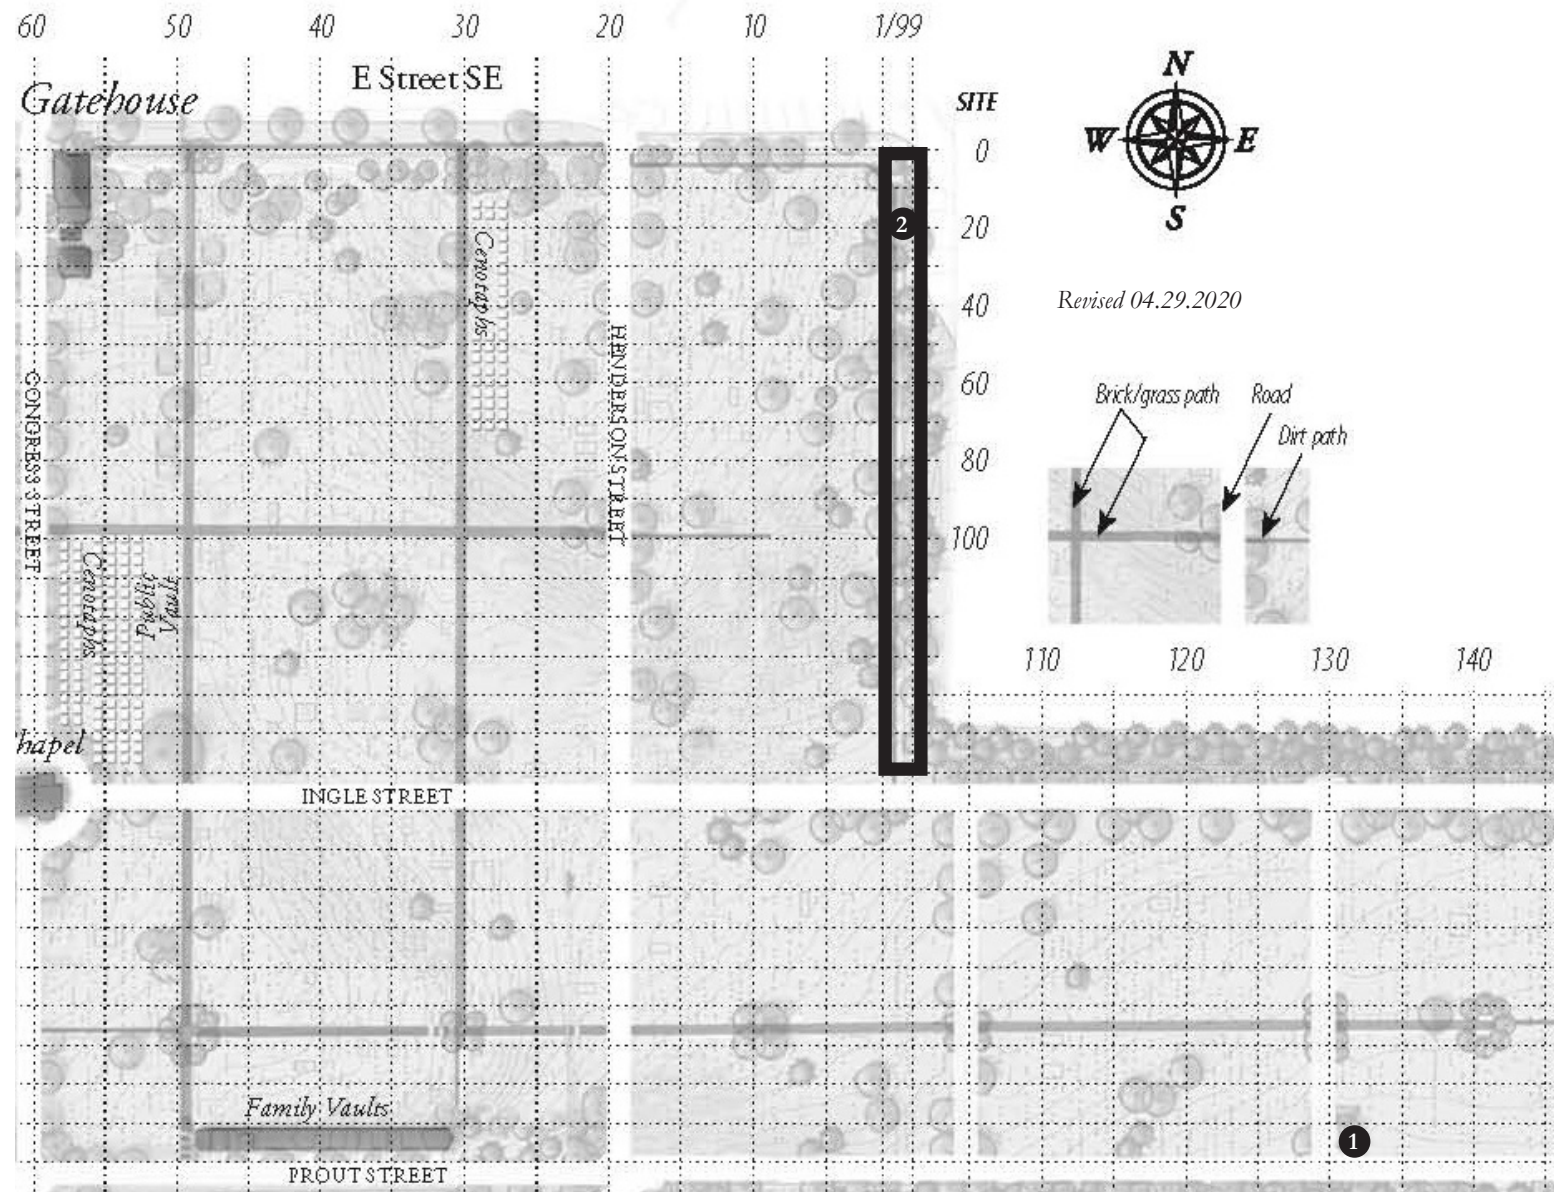 60 50 40 30 20 10 1/99
E Street SE
Gatehouse
SITE
0
20
40
60
80
100
N
W E
S
Revised 04.29.2020
2
Cenotaphs
HENDERSON STREET
CONGRESS STREET
Brick/grass path Road
Dirt path
Cenotaphs
Public
Vault
110 120 130 140
hapel
INGLE STREET
Family Vaults
1
PROUT STREET